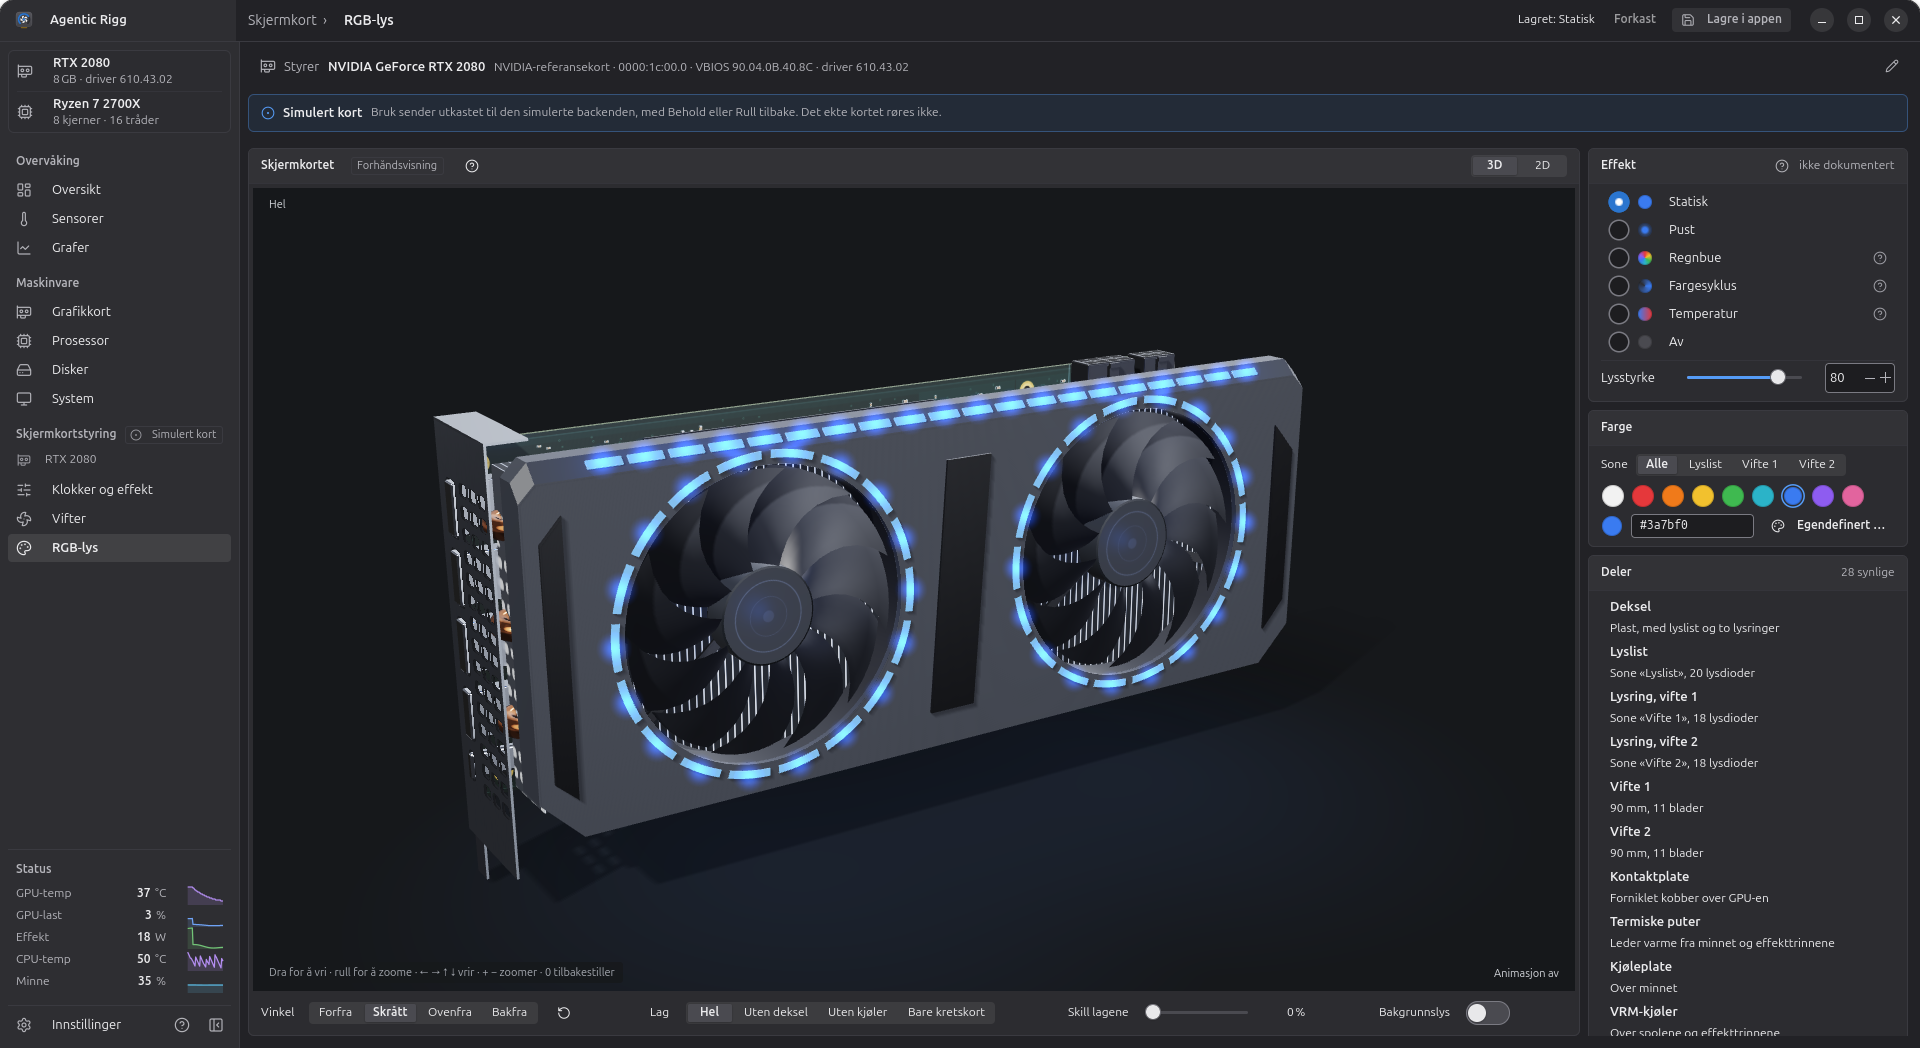 Agentic Rigg
Skjermkort › RGB-lys
Lagret: Statisk
Forkast
Lagre i appen
RTX 2080
8 GB · driver 610.43.02
Ryzen 7 2700X
8 kjerner · 16 tråder
Overvåking
Oversikt
Sensorer
Grafer
Maskinvare
Grafikkort
Prosessor
Disker
System
Skjermkortstyring
Simulert kort
RTX 2080
Klokker og effekt
Vifter
RGB-lys
Status
GPU-temp 37 °C
GPU-last 3 %
Effekt 18 W
CPU-temp 50 °C
Minne 35 %
Innstillinger
Styrer NVIDIA GeForce RTX 2080 NVIDIA-referansekort · 0000:1c:00.0 · VBIOS 90.04.0B.40.8C · driver 610.43.02
Simulert kort Bruk sender utkastet til den simulerte backenden, med Behold eller Rull tilbake. Det ekte kortet røres ikke.
Skjermkortet
Forhåndsvisning
3D 2D
Hel
Dra for å vri · rull for å zoome · ← → ↑ ↓ vrir · + − zoomer · 0 tilbakestiller
Animasjon av
Vinkel Forfra Skrått Ovenfra Bakfra
Lag Hel Uten deksel Uten kjøler Bare kretskort
Skill lagene 0 %
Bakgrunnslys
Effekt
ikke dokumentert
Statisk
Pust
Regnbue
Fargesyklus
Temperatur
Av
Lysstyrke 80
Farge
Sone Alle Lyslist Vifte 1 Vifte 2
#3a7bf0
Egendefinert ...
Deler
28 synlige
Deksel
Plast, med lyslist og to lysringer
Lyslist
Sone «Lyslist», 20 lysdioder
Lysring, vifte 1
Sone «Vifte 1», 18 lysdioder
Lysring, vifte 2
Sone «Vifte 2», 18 lysdioder
Vifte 1
90 mm, 11 blader
Vifte 2
90 mm, 11 blader
Kontaktplate
Forniklet kobber over GPU-en
Termiske puter
Leder varme fra minnet og effekttrinnene
Kjøleplate
Over minnet
VRM-kjøler
Over spolene og effekttrinnene